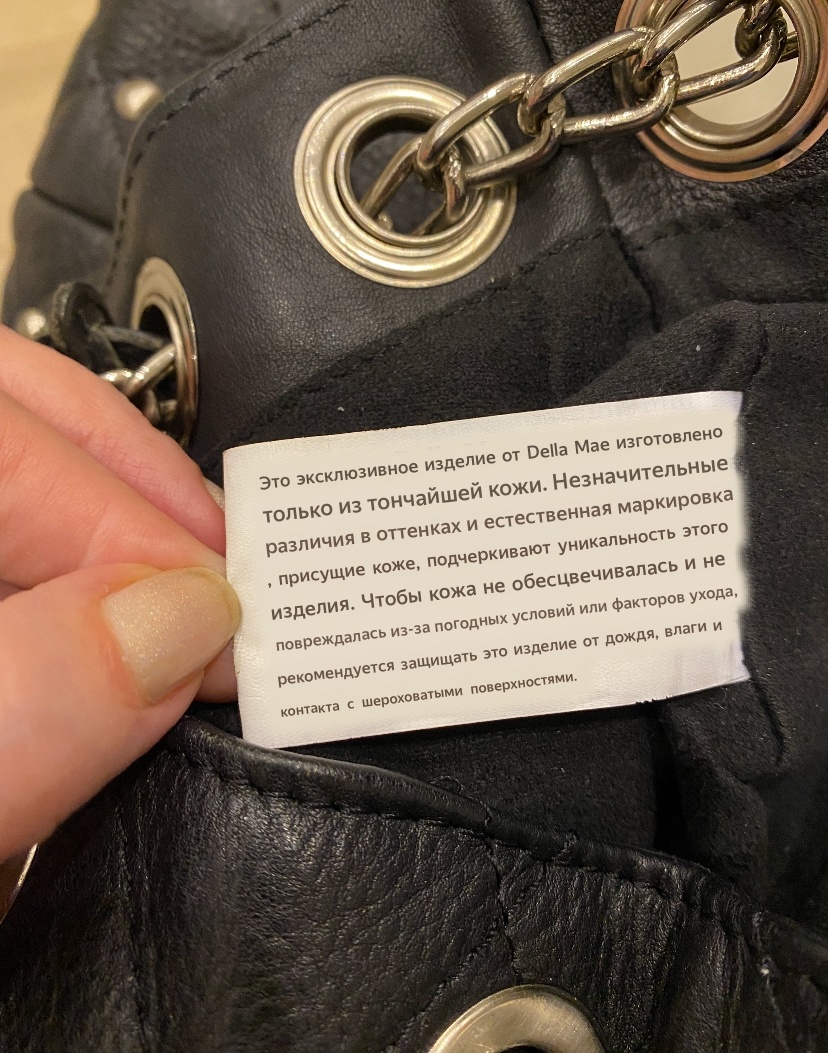 Это эксклюзивное изделие от Della Mae изготовлено
только из тончайшей кожи. Незначительные
различия в оттенках и естественная маркировка
, присущие коже, подчеркивают уникальность этого
изделия. Чтобы кожа не обесцвечивалась и не
повреждалась из-за погодных условий или факторов ухода,
рекомендуется защищать это изделие от дождя, влаги и
контакта с шероховатыми поверхностями.